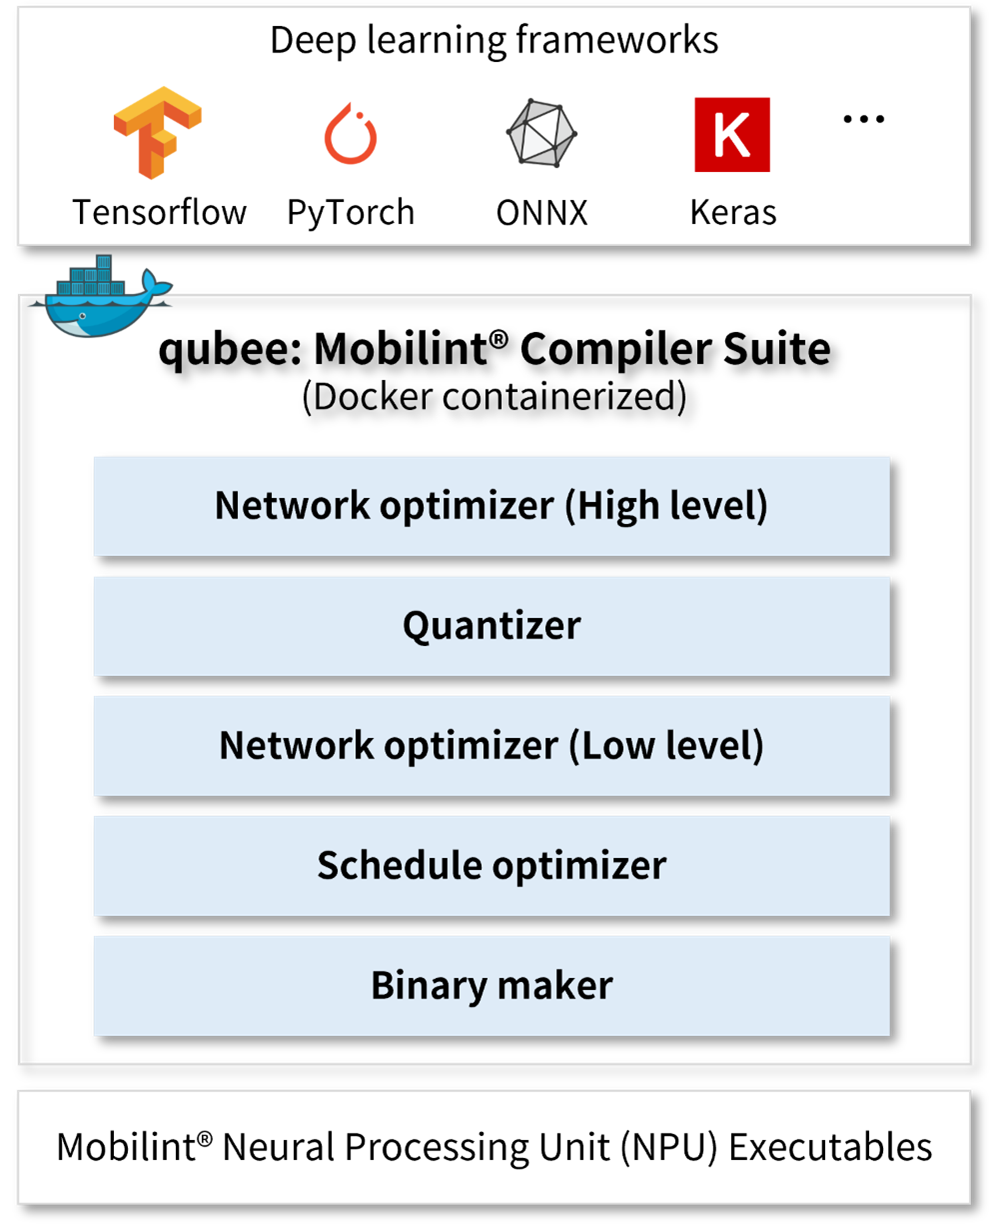 Deep learning frameworks
...
K
Tensorflow PyTorch ONNX Keras
qubee: Mobilint® Compiler Suite
(Docker containerized)
Network optimizer (High level)
Quantizer
Network optimizer (Low level)
Schedule optimizer
Binary maker
Mobilint® Neural Processing Unit (NPU) Executables